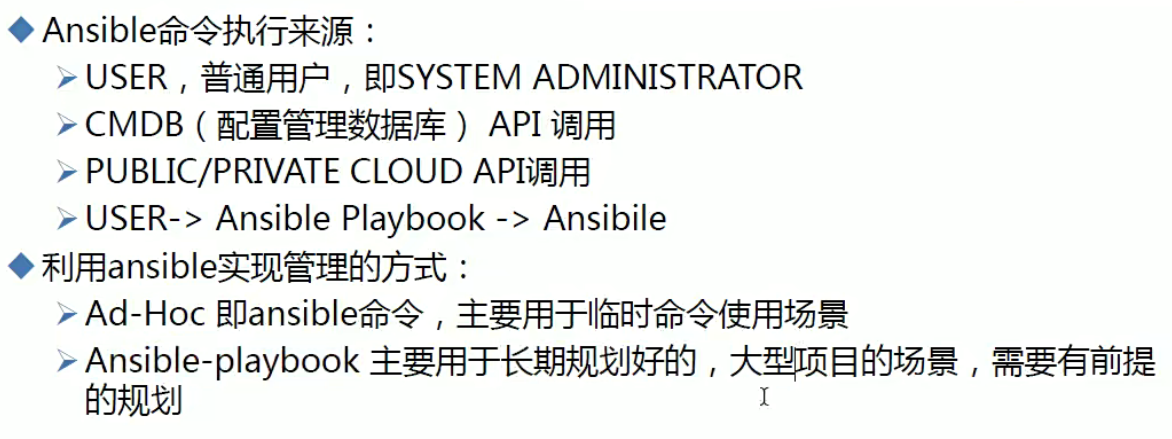 Ansible命令执行来源：
USER，普通用户，即SYSTEM ADMINISTRATOR
CMDB（配置管理数据库） API 调用
PUBLIC/PRIVATE CLOUD API调用
USER-> Ansible Playbook -> Ansibile
利用ansible实现管理的方式：
Ad-Hoc 即ansible命令，主要用于临时命令使用场景
Ansible-playbook 主要用于长期规划好的，大型项目的场景，需要有前提
的规划